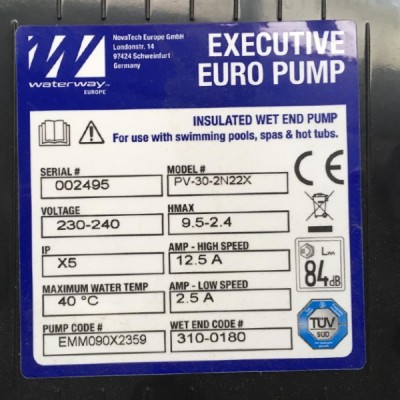 waterway™
EUROPE
NovaTech Europe GmbH
Londonstr. 14
97424 Schweinfurt
Germany
EXECUTIVE
EURO PUMP
INSULATED WET END PUMP
For use with swimming pools, spas & hot tubs.
SERIAL #
002495
MODEL #
PV-30-2N22X
VOLTAGE
230-240
HMAX
9.5-2.4
IP
X5
AMP - HIGH SPEED
12.5 A
MAXIMUM WATER TEMP
40 °C
AMP - LOW SPEED
2.5 A
PUMP CODE #
EMM090X2359
WET END CODE #
310-0180
CE
84 dB
TÜV
SÜD